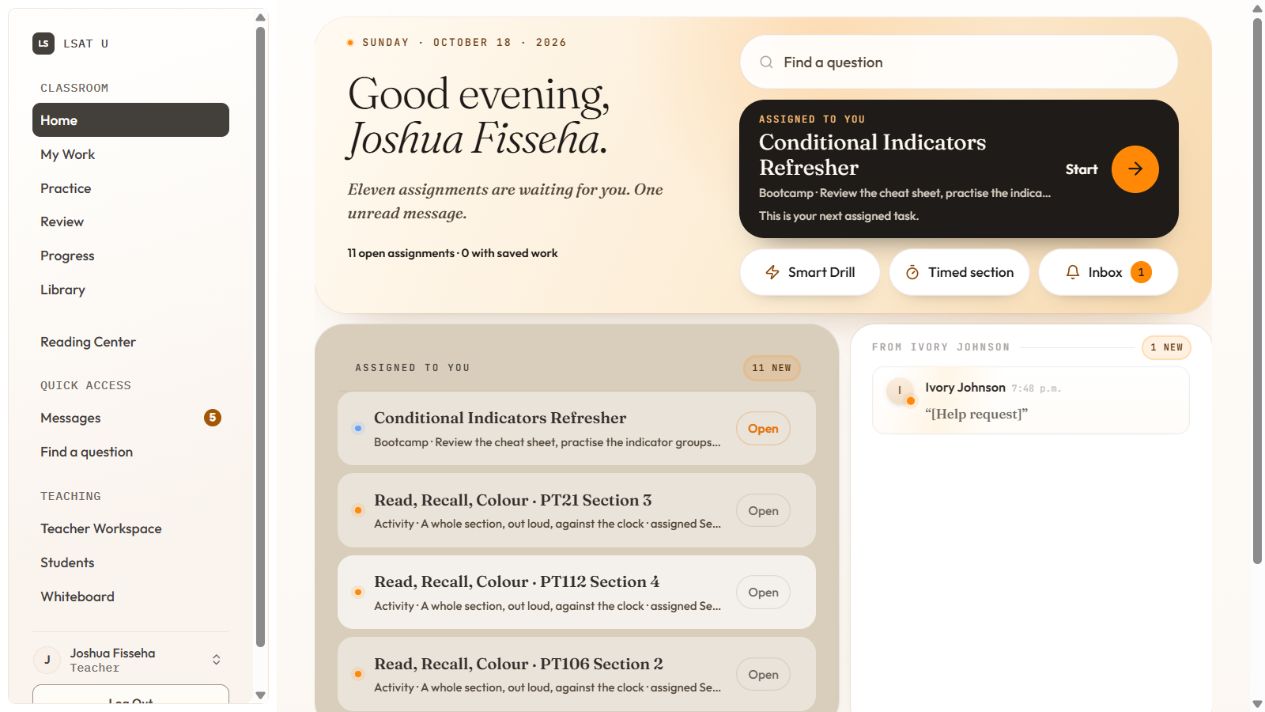 LS
LSAT U
CLASSROOM
Home
My Work
Practice
Review
Progress
Library
Reading Center
QUICK ACCESS
Messages 5
Find a question
TEACHING
Teacher Workspace
Students
Whiteboard
J
Joshua Fisseha
Teacher
Log Out
SUNDAY · OCTOBER 18 · 2026
Good evening,
Joshua Fisseha.
Eleven assignments are waiting for you. One
unread message.
11 open assignments · 0 with saved work
Find a question
ASSIGNED TO YOU
Conditional Indicators
Refresher
Bootcamp · Review the cheat sheet, practise the indica...
This is your next assigned task.
Start
Smart Drill
Timed section
Inbox 1
ASSIGNED TO YOU
11 NEW
Conditional Indicators Refresher
Bootcamp · Review the cheat sheet, practise the indicator groups...
Open
Read, Recall, Colour · PT21 Section 3
Activity · A whole section, out loud, against the clock · assigned Se...
Open
Read, Recall, Colour · PT112 Section 4
Activity · A whole section, out loud, against the clock · assigned Se...
Open
Read, Recall, Colour · PT106 Section 2
Activity · A whole section, out loud, against the clock · assigned Se...
Open
FROM IVORY JOHNSON
1 NEW
I
Ivory Johnson 7:48 p.m.
“[Help request]”